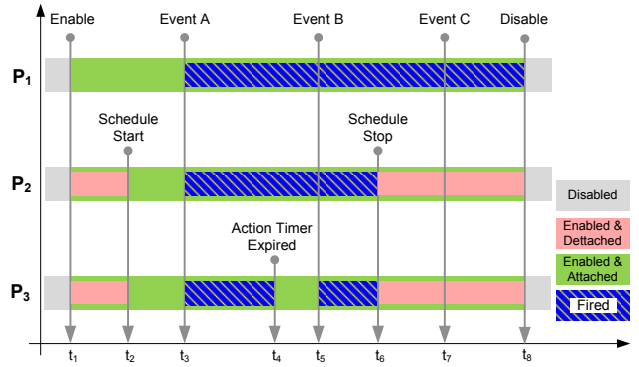 Enable
Event A
Event B
Event C
Disable
P1
Schedule
Start
Schedule
Stop
P2
Disabled
Enabled &
Dettached
Action Timer
Expired
Enabled &
Attached
P3
Fired
t1
t2
t3
t4
t5
t6
t7
t8